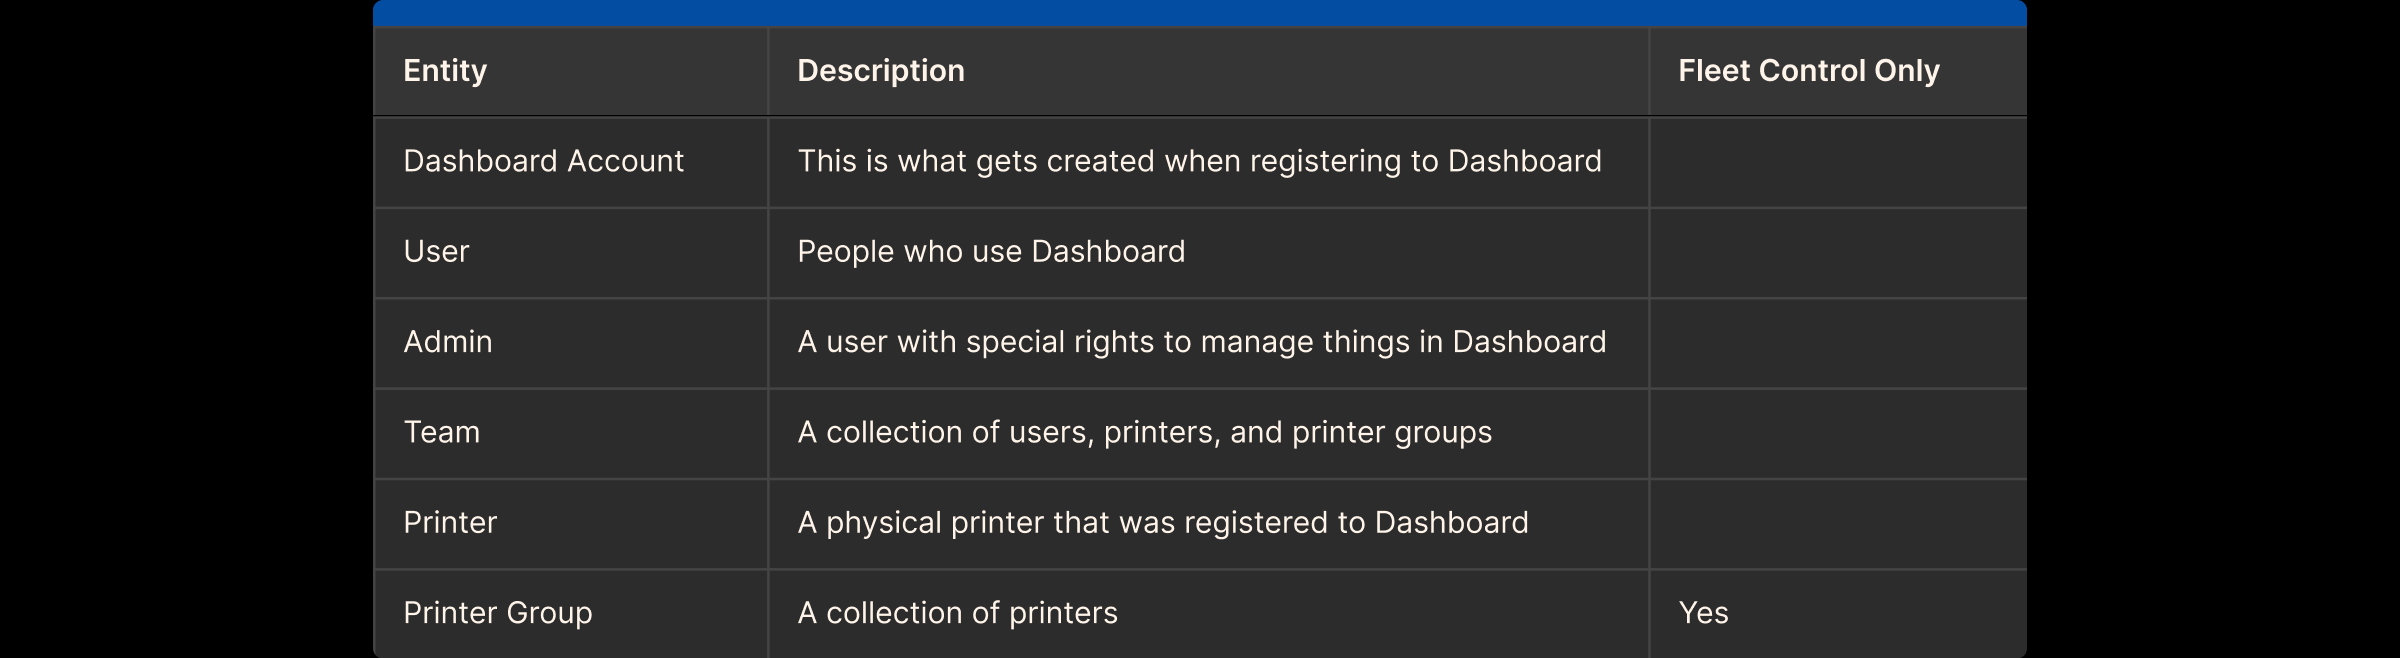 Entity Description Fleet Control Only
Dashboard Account This is what gets created when registering to Dashboard
User People who use Dashboard
Admin A user with special rights to manage things in Dashboard
Team A collection of users, printers, and printer groups
Printer A physical printer that was registered to Dashboard
Printer Group A collection of printers Yes